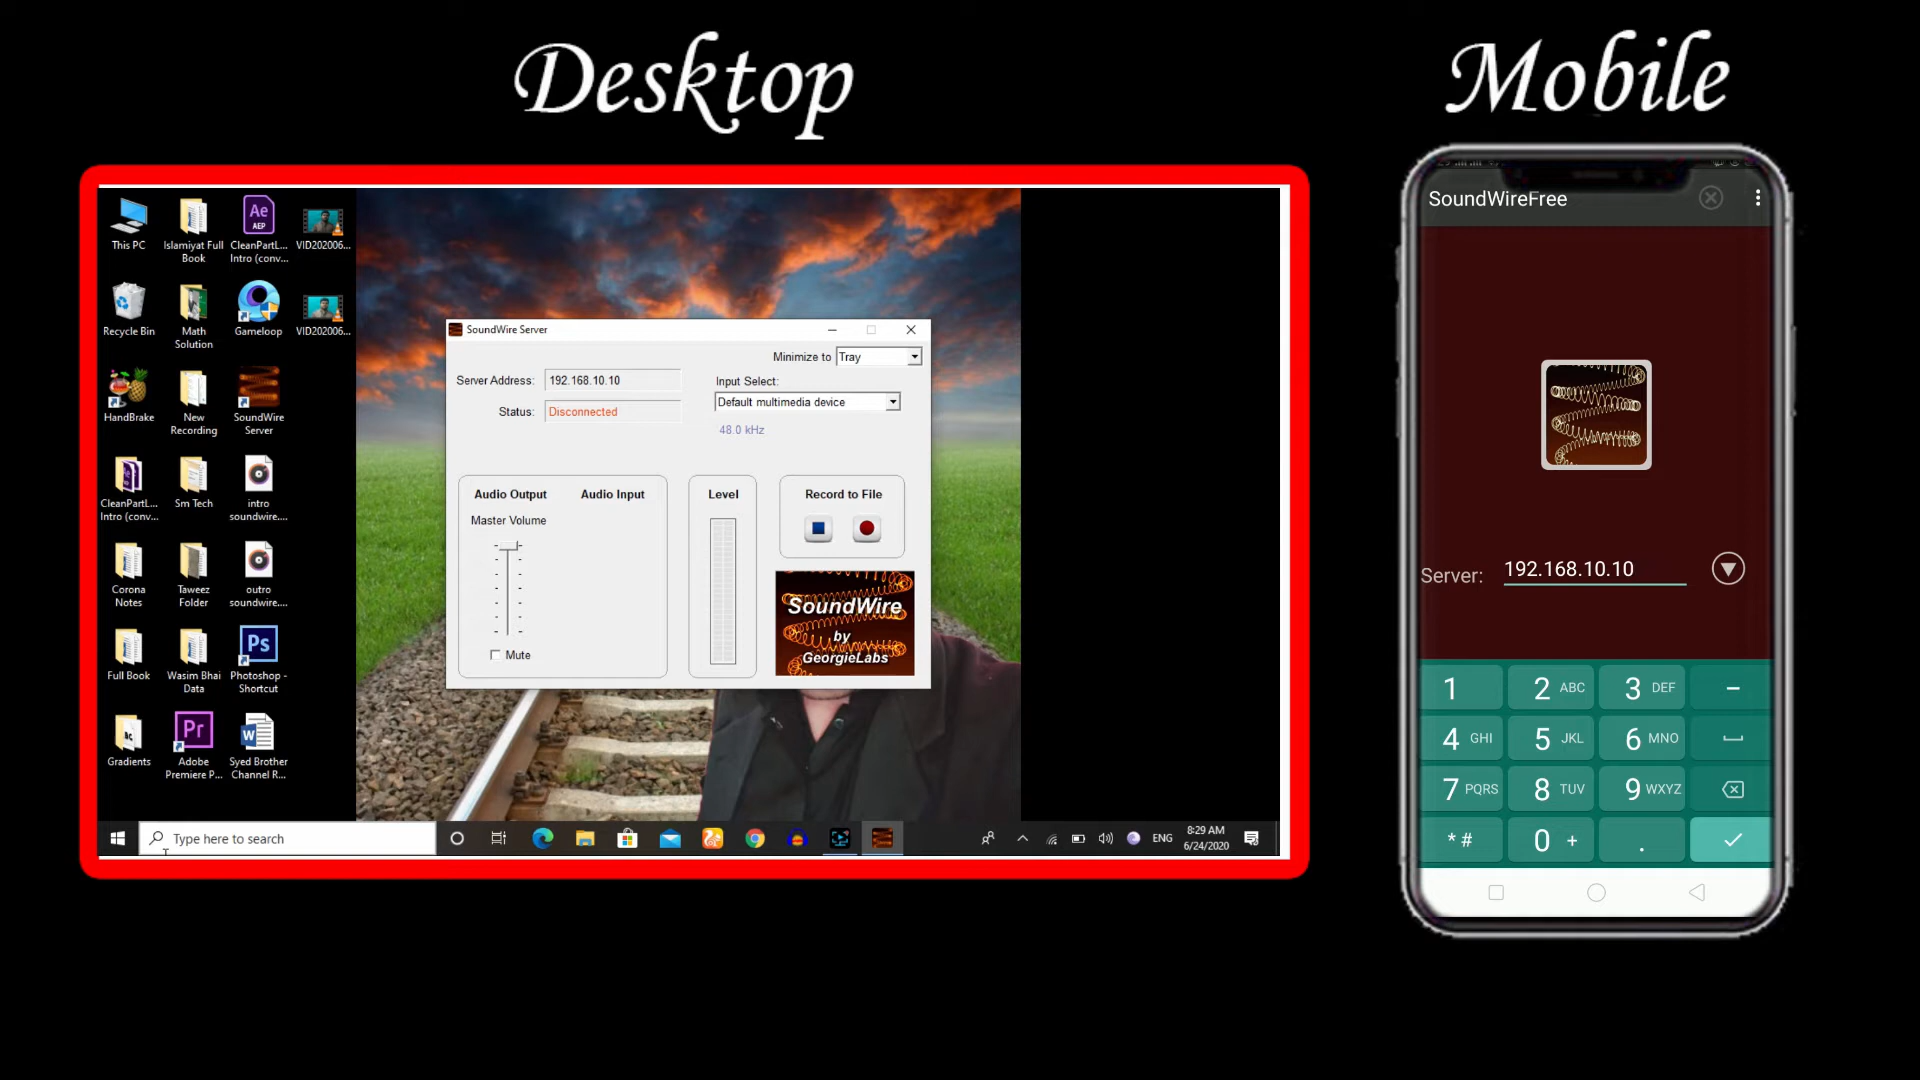 Desktop
Mobile
This PC
Islamiyat Full
Book
Ae
AEP
CleanPartL...
Intro (conv...
VID202006...
Recycle Bin
Math
Solution
Gameloop
VID202006...
HandBrake
New
Recording
SoundWire
Server
CleanPartL...
Intro (conv...
Sm Tech
intro
soundwire....
Corona
Notes
Taweez
Folder
outro
soundwire....
Full Book
Wasim Bhai
Data
Ps
Photoshop -
Shortcut
Gradients
Pr
Adobe
Premiere P...
W
Syed Brother
Channel R...
SoundWire Server
Minimize to Tray
Server Address: 192.168.10.10
Input Select:
Default multimedia device
Status: Disconnected
48.0 kHz
Audio Output Audio Input
Master Volume
Mute
Level
Record to File
SoundWire
by
GeorgieLabs
Type here to search
ENG
8:29 AM
6/24/2020
SoundWireFree
Server: 192.168.10.10
1 2 ABC 3 DEF -
4 GHI 5 JKL 6 MNO
7 PQRS 8 TUV 9 WXYZ
*# 0 + .